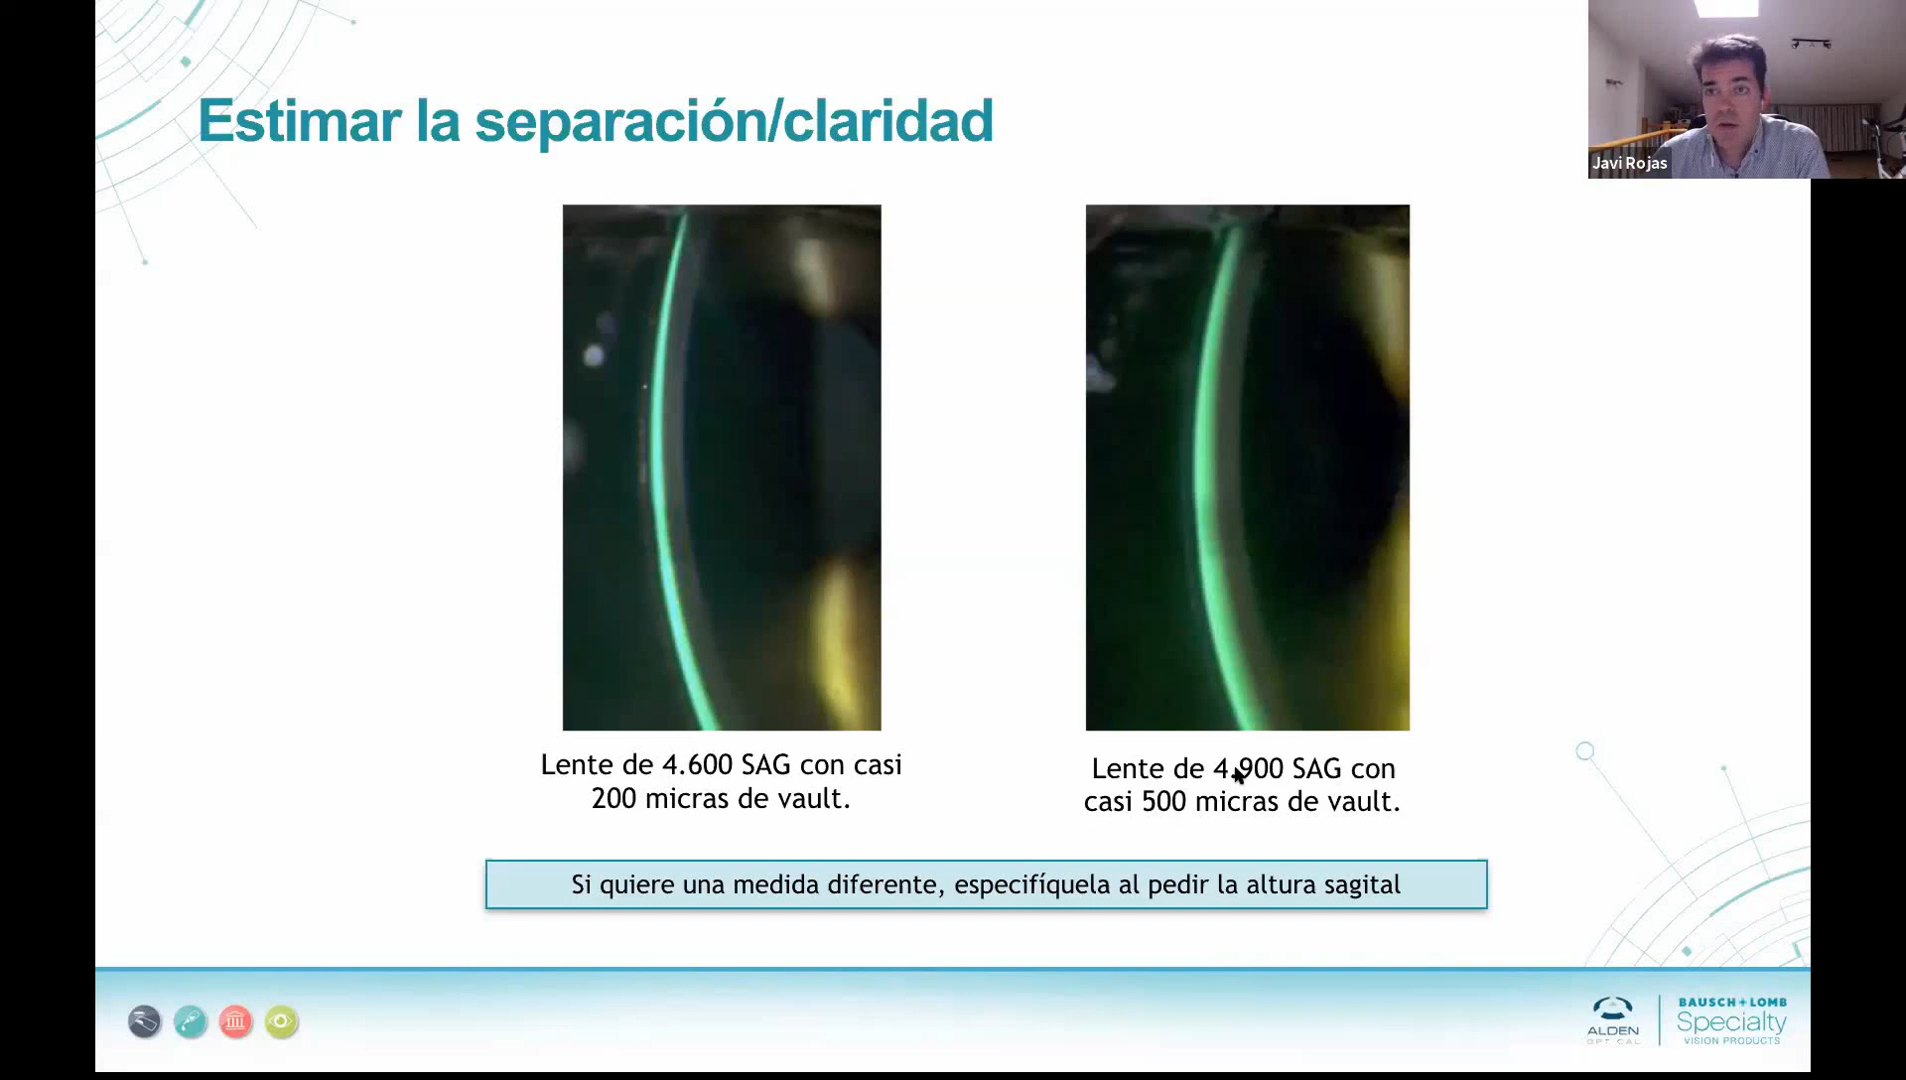 Estimar la separación/claridad
Javi Rojas
Lente de 4.600 SAG con casi
200 micras de vault.
Lente de 4.900 SAG con
casi 500 micras de vault.
Si quiere una medida diferente, especifíquela al pedir la altura sagital
ALDEN
OPTICAL
BAUSCH + LOMB
Specialty
VISION PRODUCTS